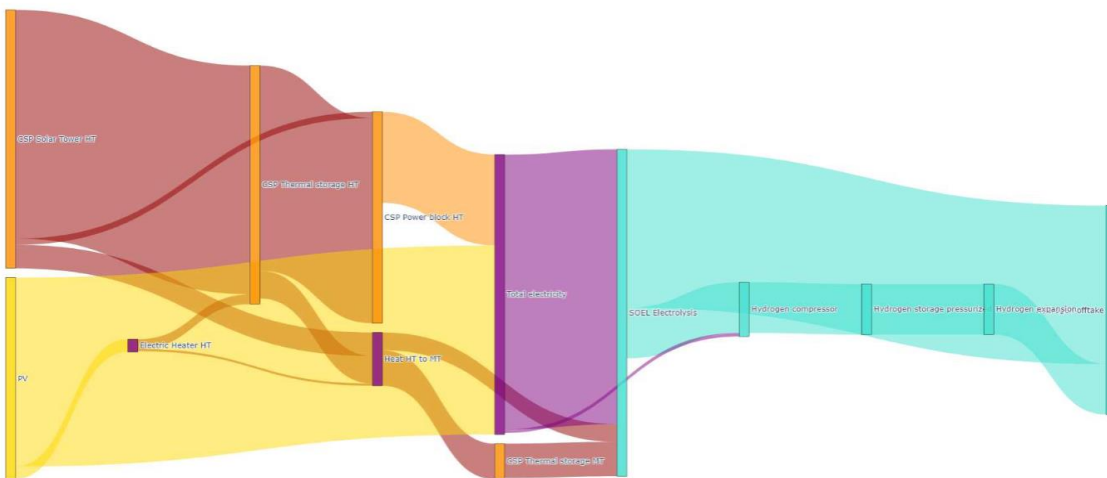 CSP Solar Tower HT
CSP Thermal storage HT
CSP Power block HT
Total electricity
SOEL Electrolysis
Hydrogen compressor
Hydrogen storage pressurized
Hydrogen expansion
offtake
Electric Heater HT
Heat HT to MT
PV
CSP Thermal storage MT